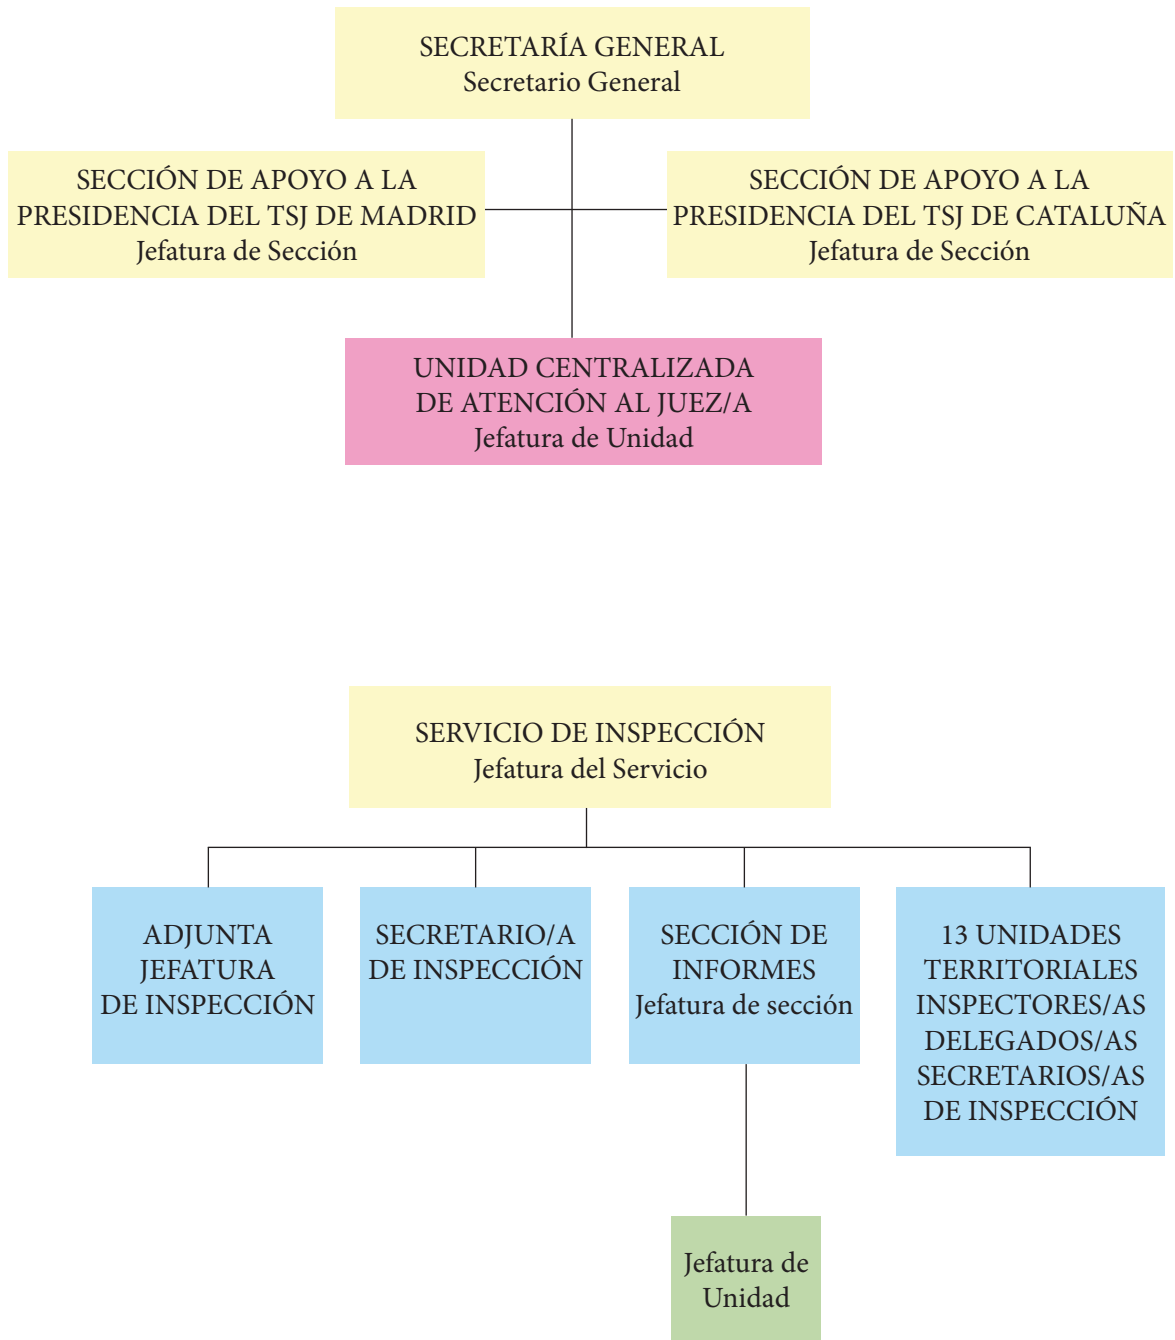 SECRETARÍA GENERAL
Secretario General
SECCIÓN DE APOYO A LA
PRESIDENCIA DEL TSJ DE MADRID
Jefatura de Sección
SECCIÓN DE APOYO A LA
PRESIDENCIA DEL TSJ DE CATALUÑA
Jefatura de Sección
UNIDAD CENTRALIZADA
DE ATENCIÓN AL JUEZ/A
Jefatura de Unidad
SERVICIO DE INSPECCIÓN
Jefatura del Servicio
ADJUNTA
JEFATURA
DE INSPECCIÓN
SECRETARIO/A
DE INSPECCIÓN
SECCIÓN DE
INFORMES
Jefatura de sección
13 UNIDADES
TERRITORIALES
INSPECTORES/AS
DELEGADOS/AS
SECRETARIOS/AS
DE INSPECCIÓN
Jefatura de
Unidad